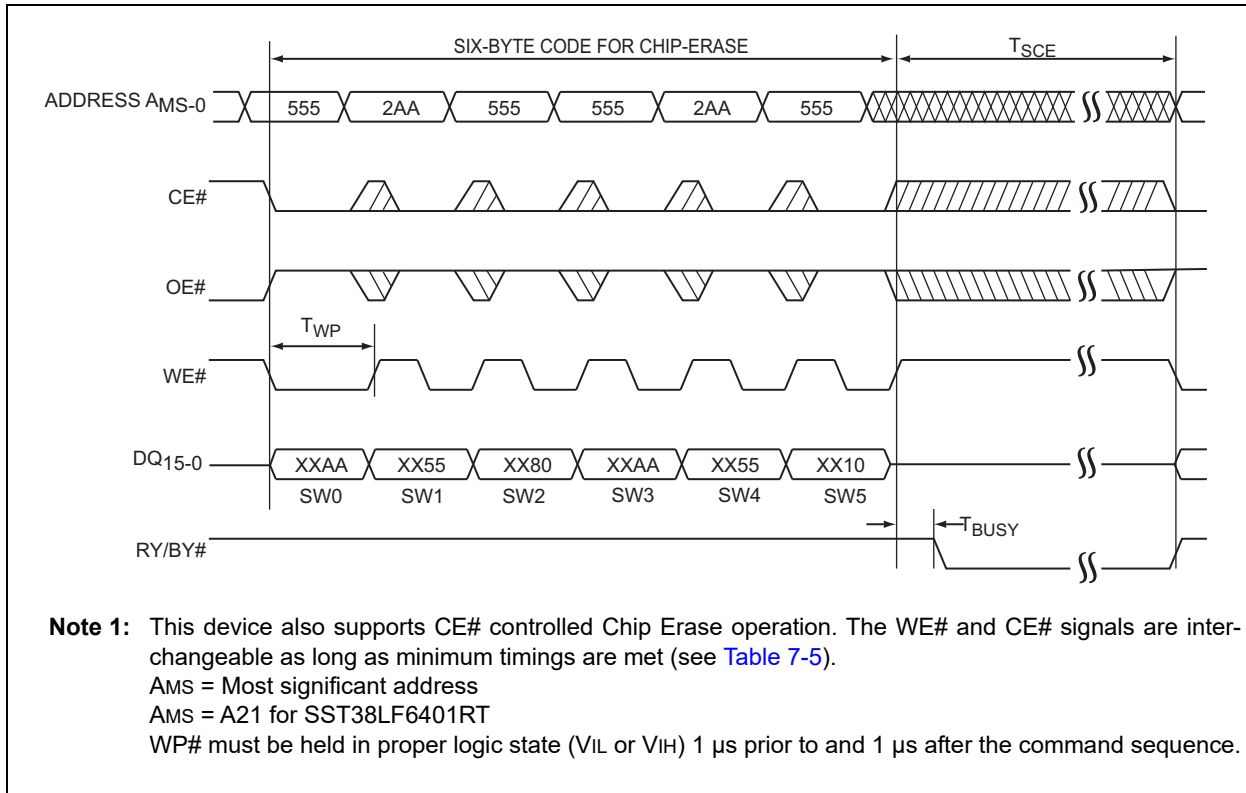 SIX-BYTE CODE FOR CHIP-ERASE TSCE
ADDRESS AMS-0 555 2AA 555 555 2AA 555
CE#
OE#
TWP
WE#
DQ15-0 XXAA XX55 XX80 XXAA XX55 XX10
SW0 SW1 SW2 SW3 SW4 SW5
TBUSY
RY/BY#
Note 1: This device also supports CE# controlled Chip Erase operation. The WE# and CE# signals are inter-
changeable as long as minimum timings are met (see Table 7-5).
AMS = Most significant address
AMS = A21 for SST38LF6401RT
WP# must be held in proper logic state (VIL or VIH) 1 µs prior to and 1 µs after the command sequence.